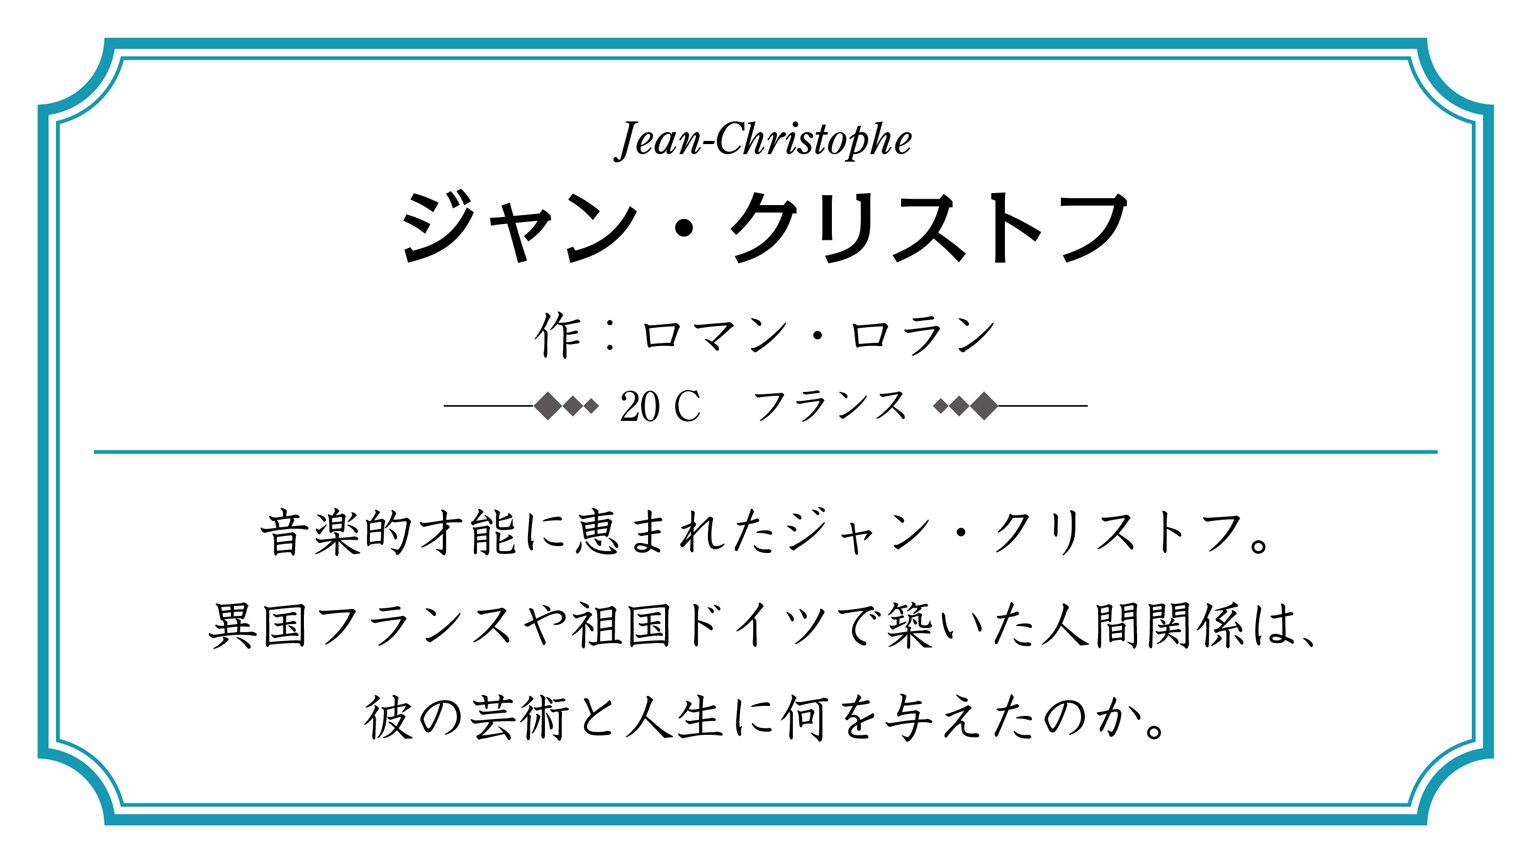 Jean-Christophe
ジャン・クリストフ
作：ロマン・ロラン
20 C　フランス
音楽的才能に恵まれたジャン・クリストフ。
異国フランスや祖国ドイツで築いた人間関係は、
彼の芸術と人生に何を与えたのか。